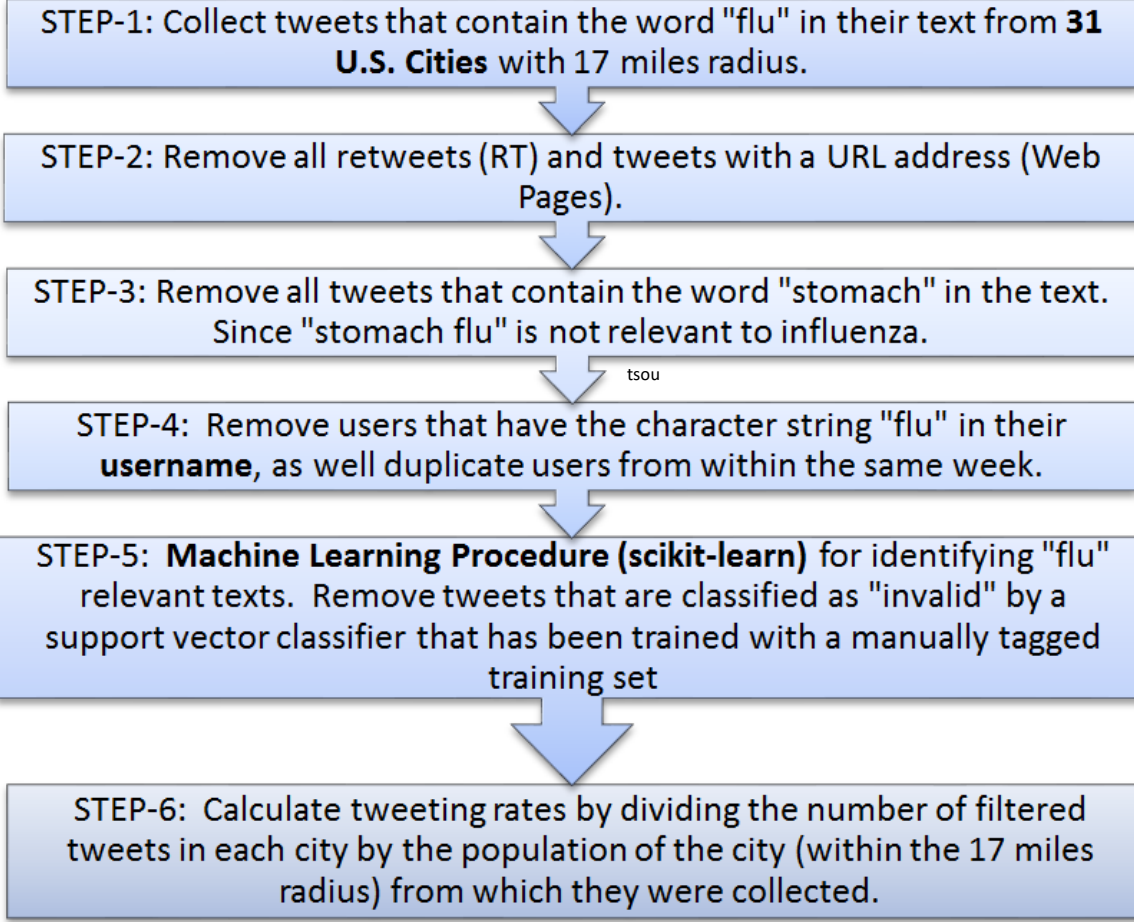 STEP-1: Collect tweets that contain the word "flu" in their text from 31
U.S. Cities with 17 miles radius.
STEP-2: Remove all retweets (RT) and tweets with a URL address (Web
Pages).
STEP-3: Remove all tweets that contain the word "stomach" in the text.
Since "stomach flu" is not relevant to influenza.
tsou
STEP-4: Remove users that have the character string "flu" in their
username, as well duplicate users from within the same week.
STEP-5: Machine Learning Procedure (scikit-learn) for identifying "flu"
relevant texts. Remove tweets that are classified as "invalid" by a
support vector classifier that has been trained with a manually tagged
training set
STEP-6: Calculate tweeting rates by dividing the number of filtered
tweets in each city by the population of the city (within the 17 miles
radius) from which they were collected.